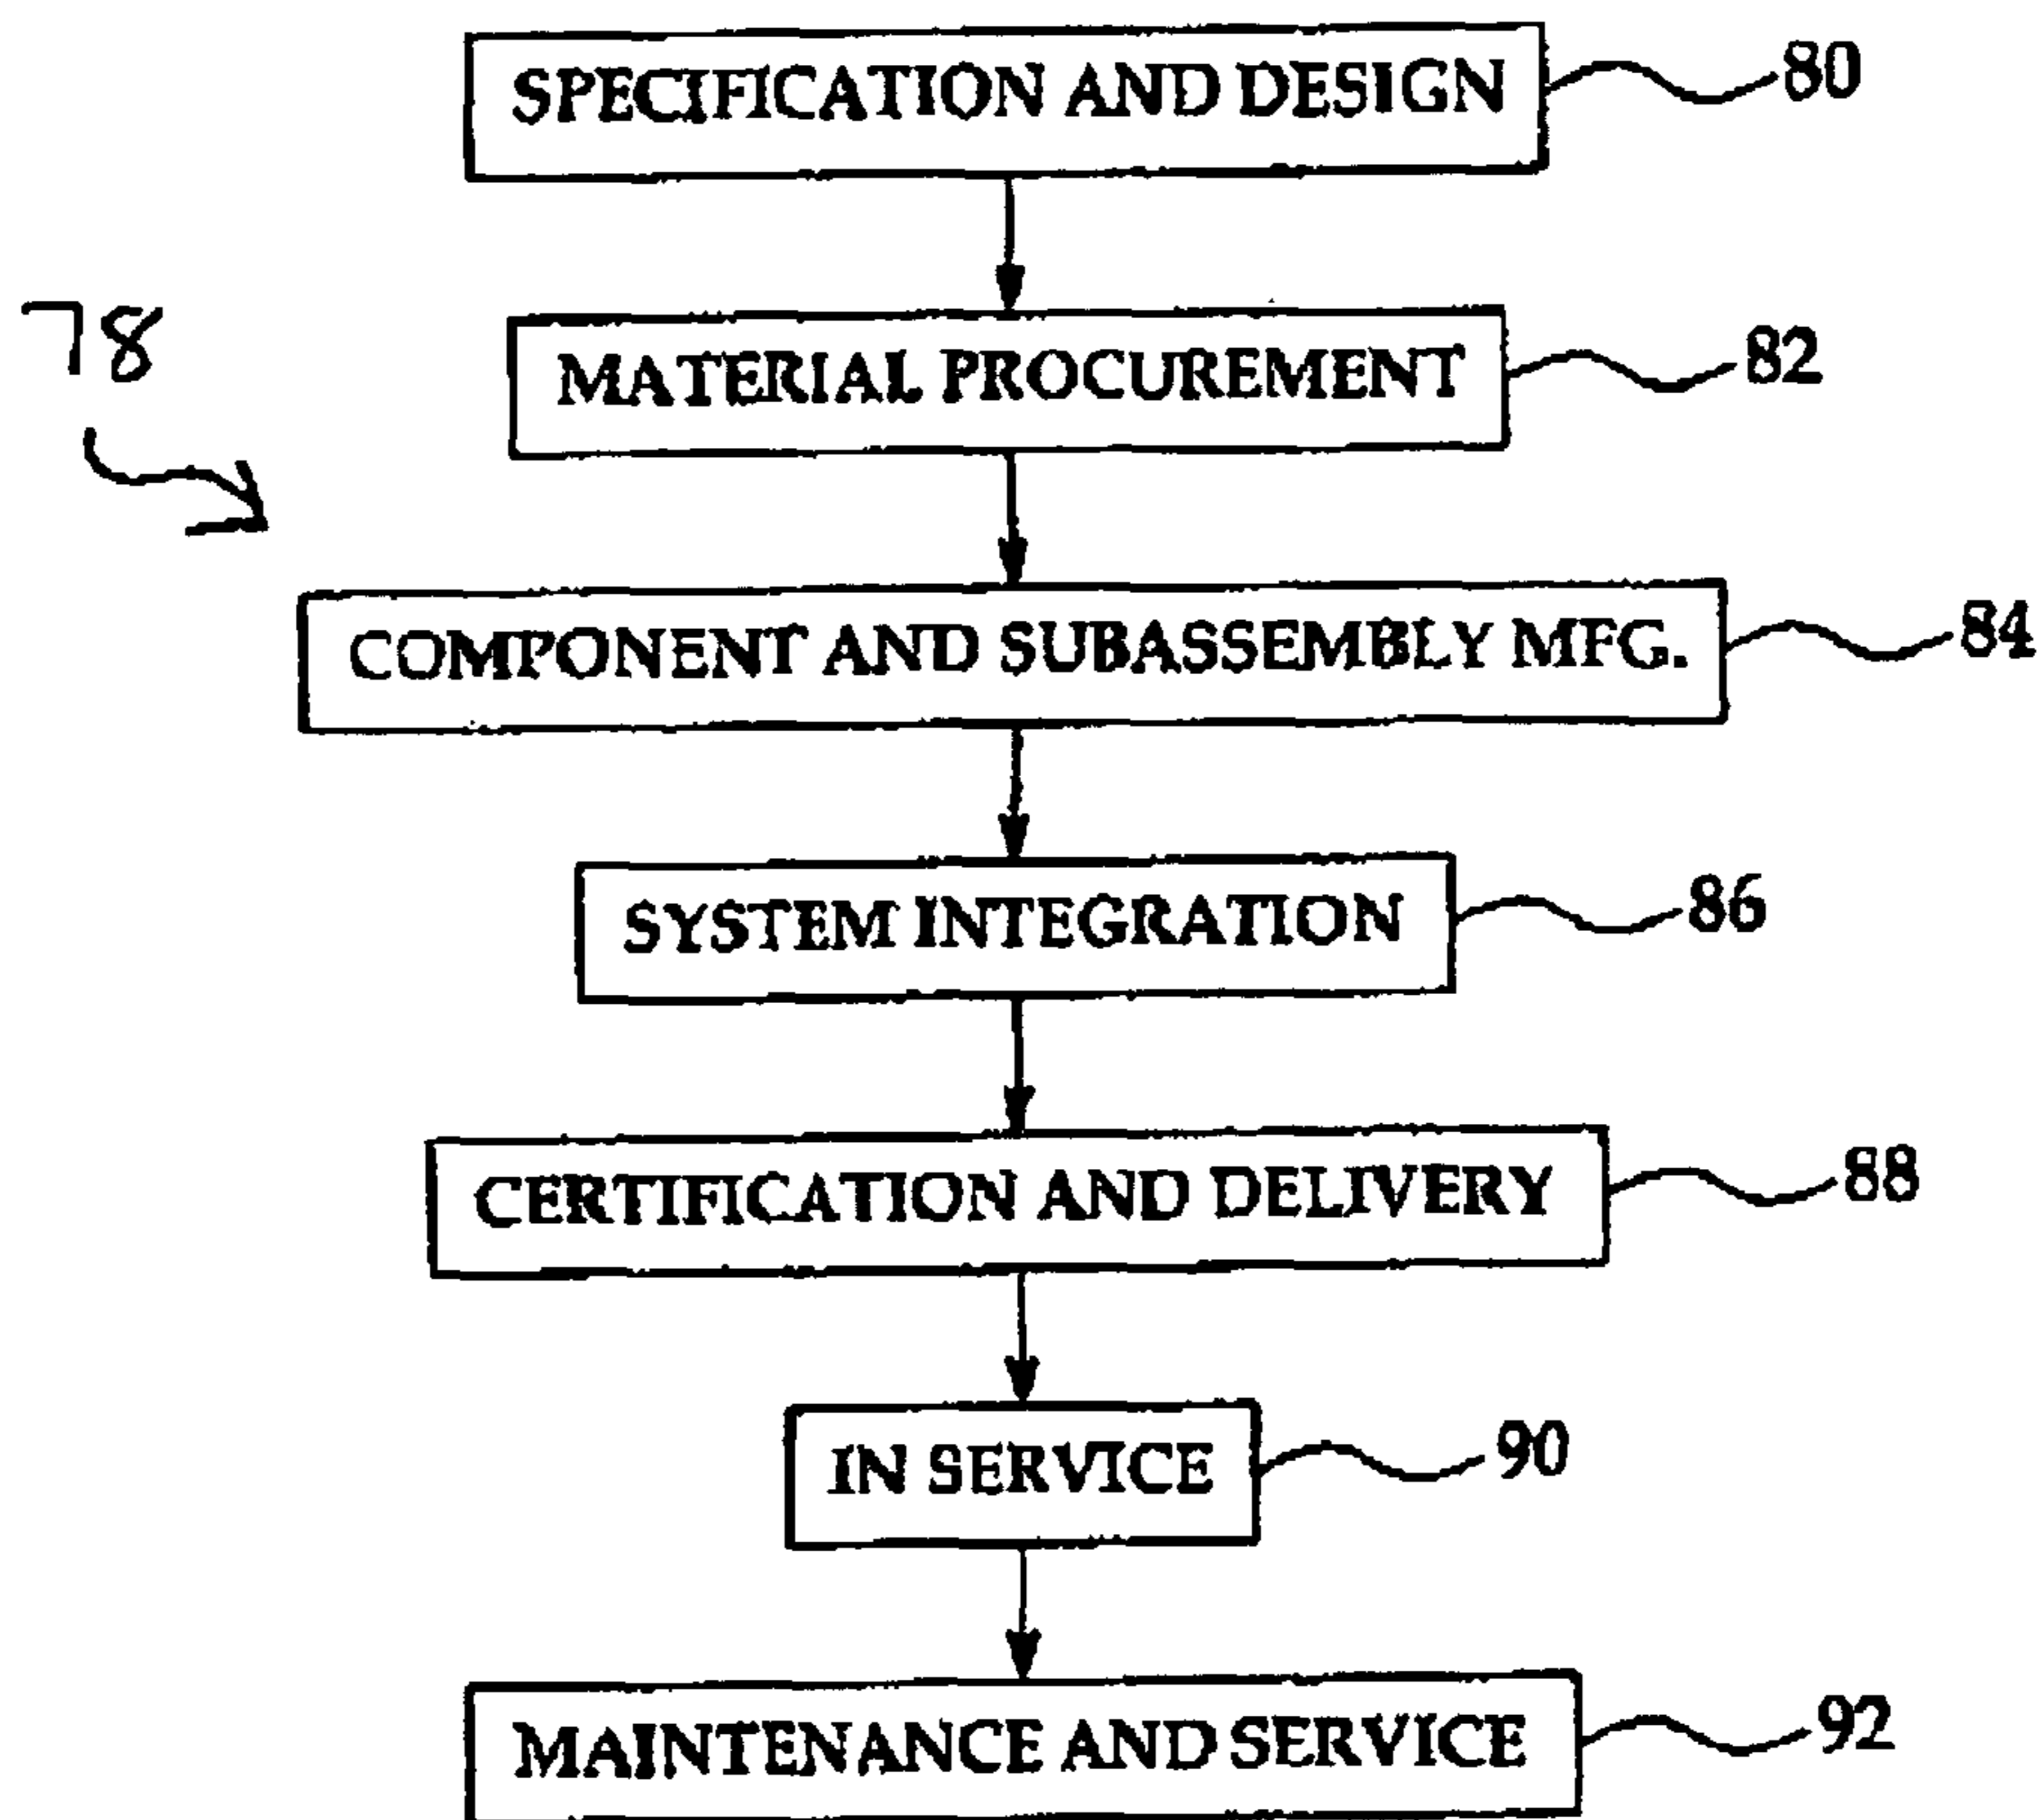 SPECIFICATION AND DESIGN 80
78
MATERIAL PROCUREMENT 82
COMPONENT AND SUBASSEMBLY MFG. 84
SYSTEM INTEGRATION 86
CERTIFICATION AND DELIVERY 88
IN SERVICE 90
MAINTENANCE AND SERVICE 92